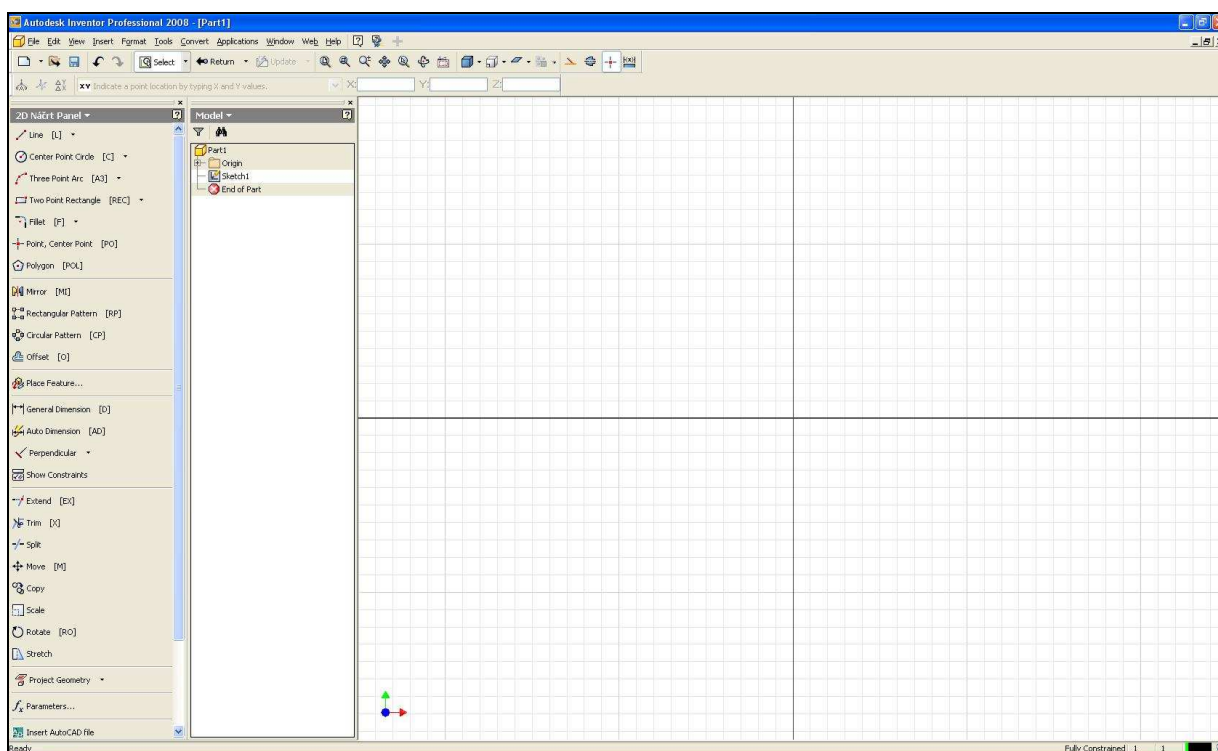 Autodesk Inventor Professional 2008 - [Part1]
File Edit View Insert Format Tools Convert Applications Window Web Help
Select Return Update
Indicate a point location by typing X and Y values. X: Y: Z:
2D Náčrt Panel
Line [L]
Center Point Circle [C]
Three Point Arc [A3]
Two Point Rectangle [REC]
Fillet [F]
Point, Center Point [PO]
Polygon [POL]
Mirror [MI]
Rectangular Pattern [RP]
Circular Pattern [CP]
Offset [O]
Place Feature...
General Dimension [D]
Auto Dimension [AD]
Perpendicular
Show Constraints
Extend [EX]
Trim [X]
Split
Move [M]
Copy
Scale
Rotate [RO]
Stretch
Project Geometry
fx Parameters...
Insert AutoCAD file
Model
Part1
Origin
Sketch1
End of Part
Ready
Fully Constrained 1 1